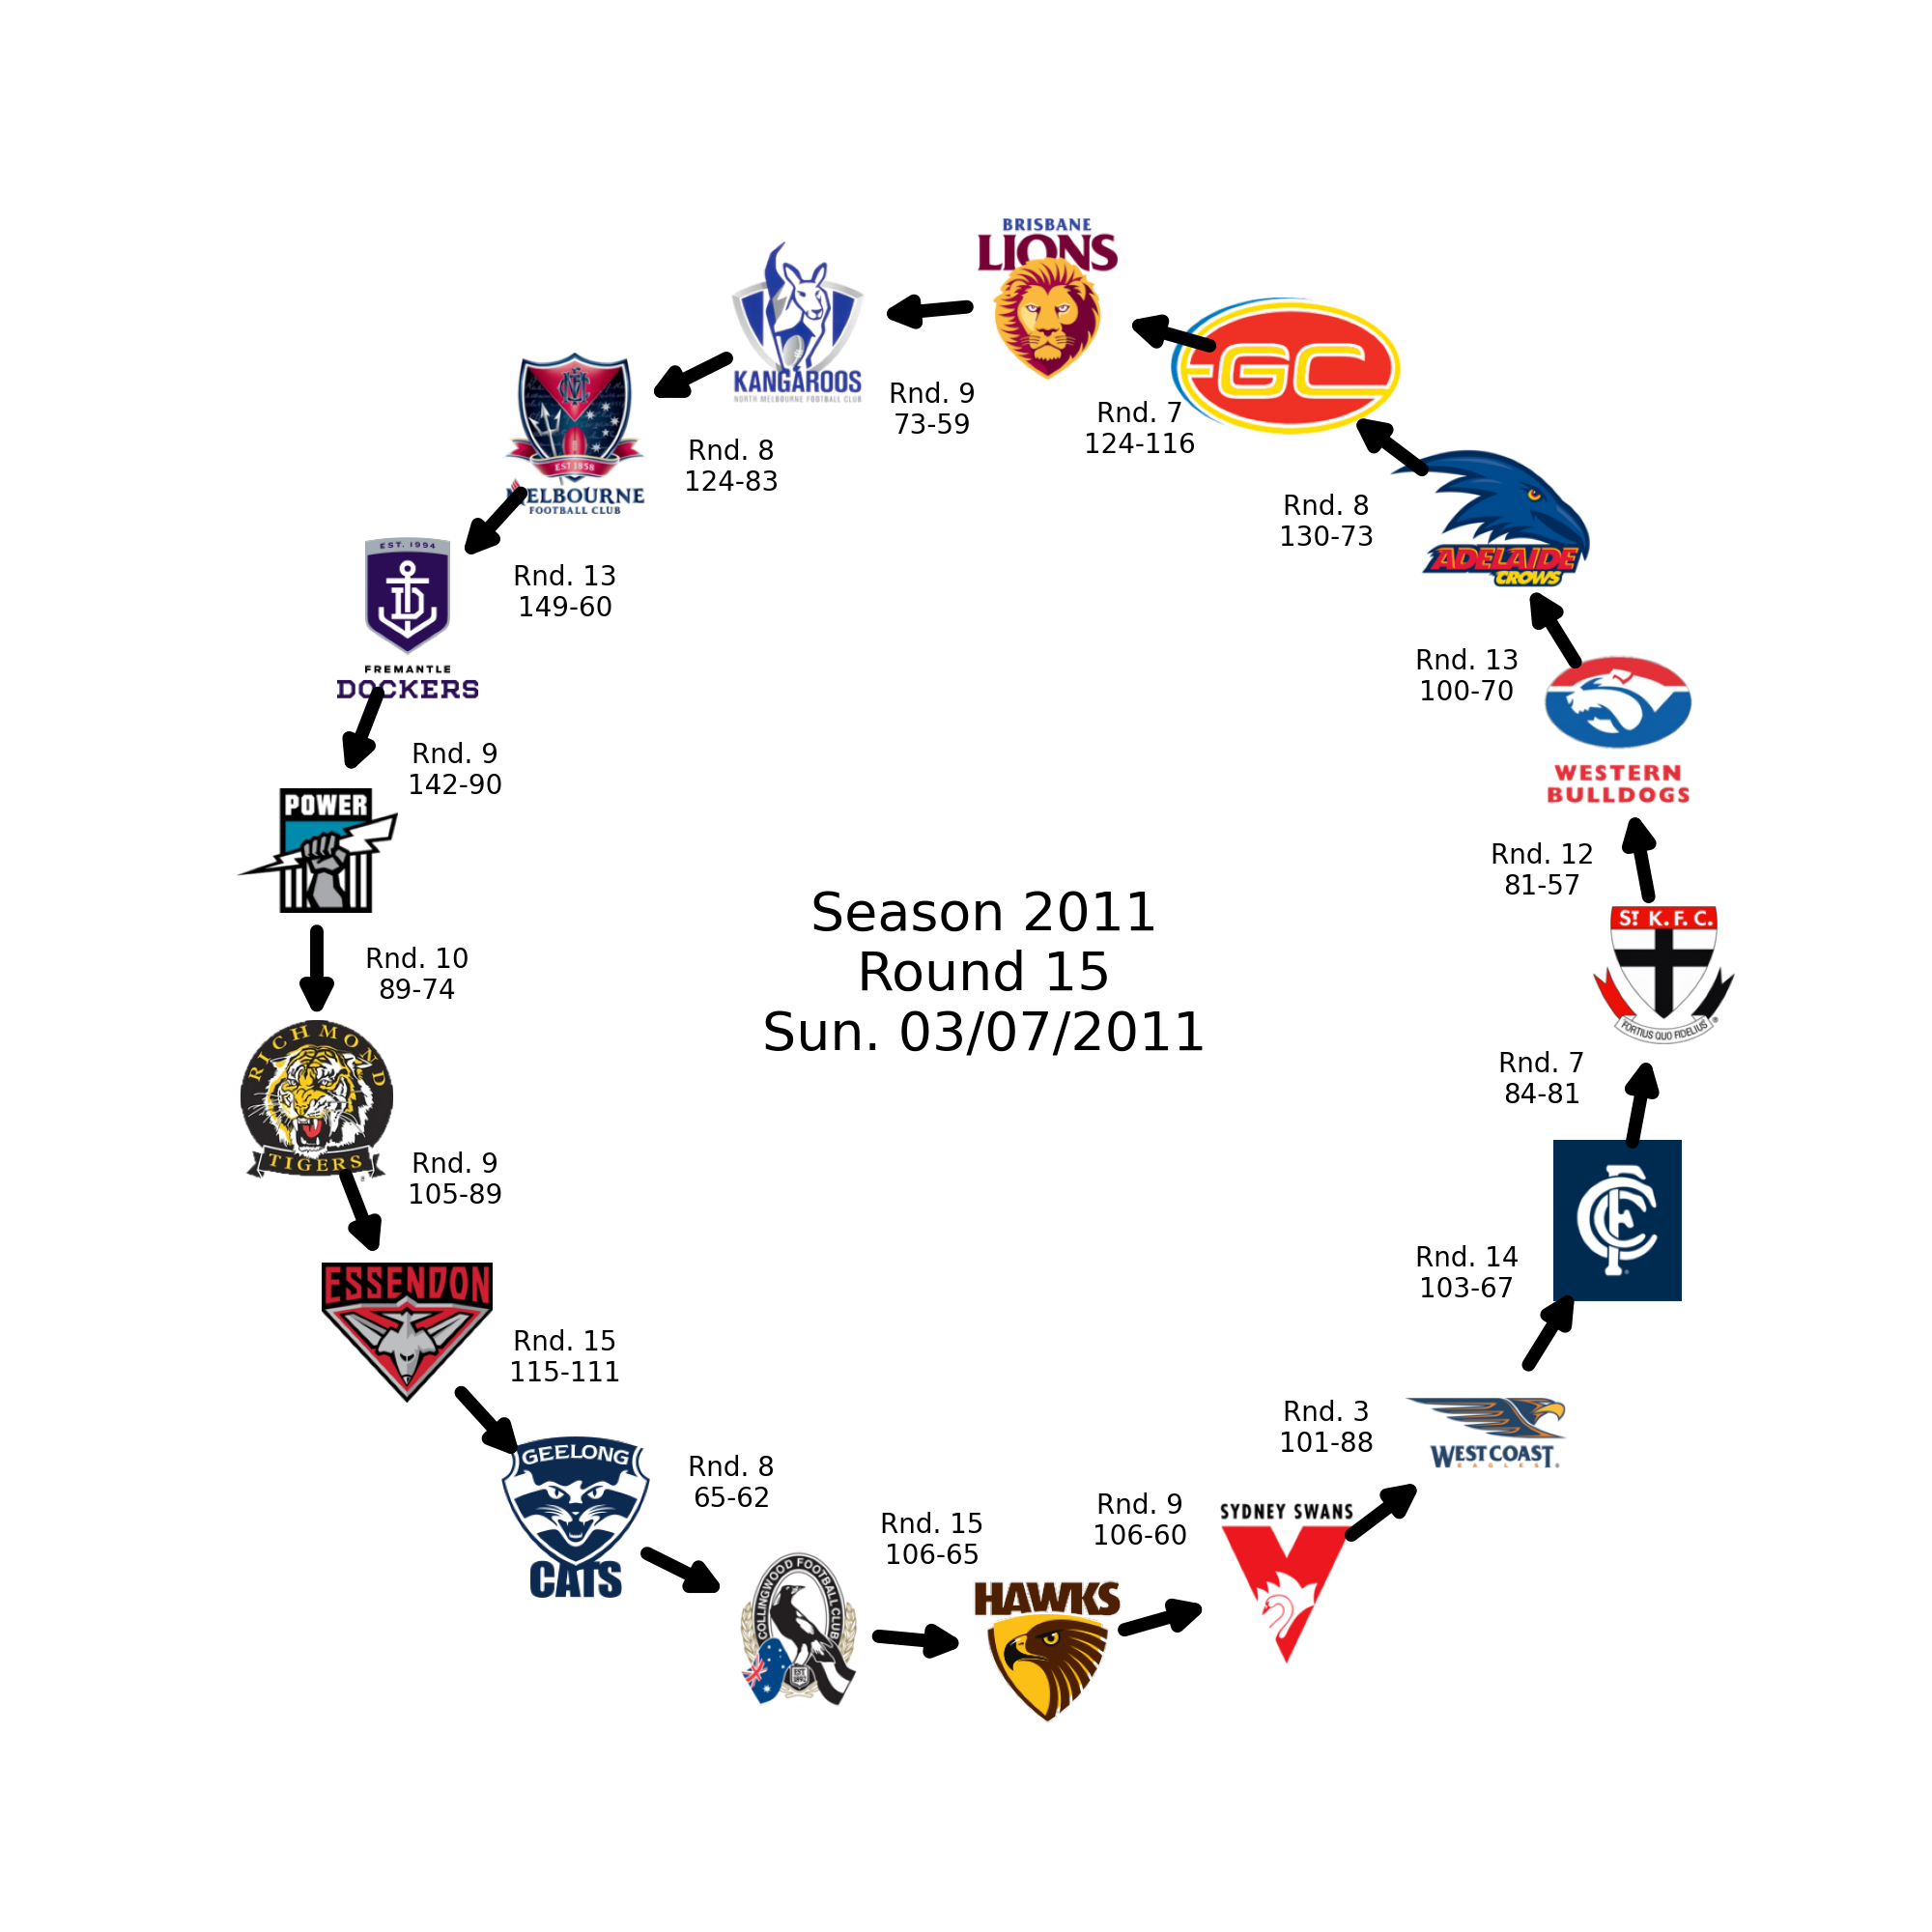 BRISBANE
LIONS
KANGAROOS
NORTH MELBOURNE FOOTBALL CLUB
Rnd. 9
73-59
Rnd. 7
124-116
GC
EST 1858
MELBOURNE
FOOTBALL CLUB
Rnd. 8
124-83
Rnd. 8
130-73
ADELAIDE
CROWS
EST. 1994
FREMANTLE
DOCKERS
Rnd. 13
149-60
Rnd. 13
100-70
WESTERN
BULLDOGS
Rnd. 9
142-90
POWER
Rnd. 12
81-57
ST K.F.C.
FORTIUS QUO FIDELIUS
Season 2011
Round 15
Sun. 03/07/2011
Rnd. 10
89-74
RICHMOND
TIGERS
Rnd. 7
84-81
CFC
Rnd. 9
105-89
Rnd. 14
103-67
ESSENDON
Rnd. 15
115-111
Rnd. 3
101-88
WEST COAST
EAGLES
GEELONG
CATS
Rnd. 8
65-62
Rnd. 15
106-65
Rnd. 9
106-60
SYDNEY SWANS
COLLINGWOOD FOOTBALL CLUB
EST
1892
HAWKS